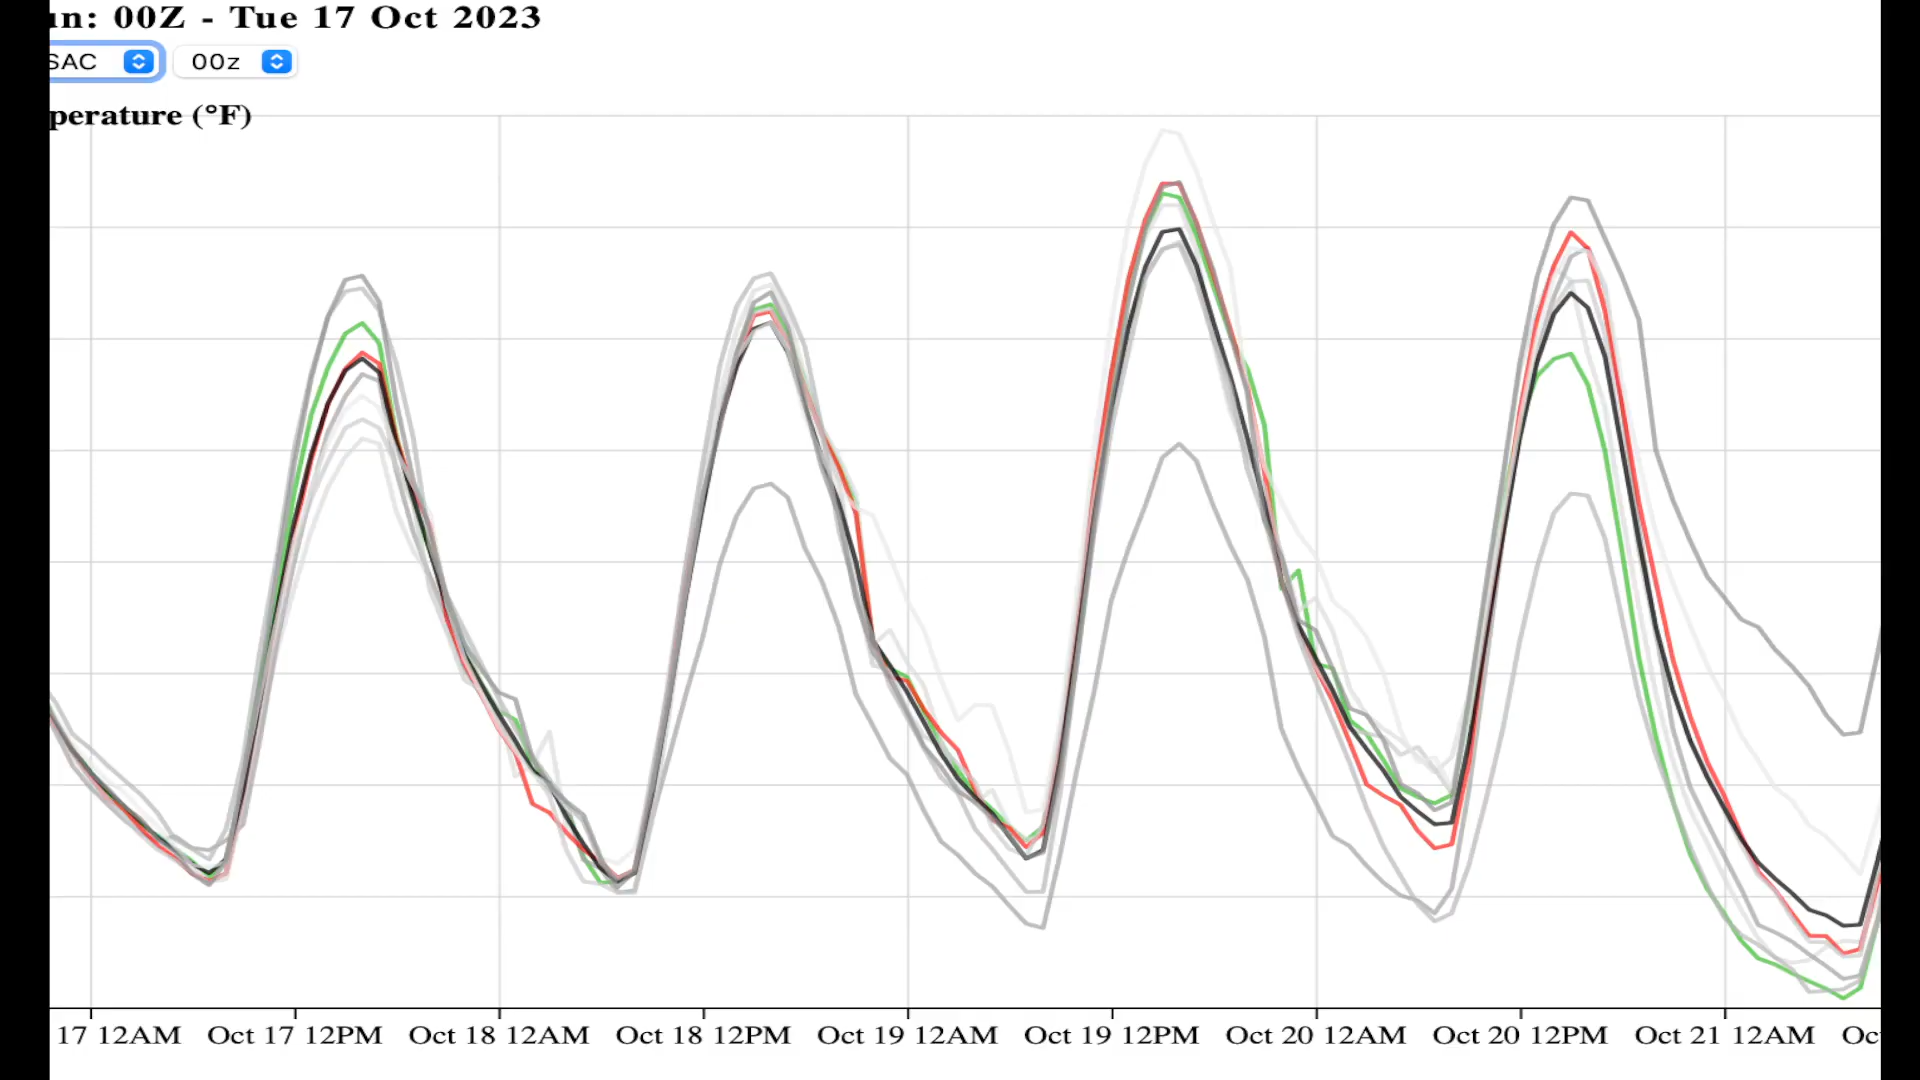 un: 00Z - Tue 17 Oct 2023
SAC 00z
perature (°F)
17 12AM Oct 17 12PM Oct 18 12AM Oct 18 12PM Oct 19 12AM Oct 19 12PM Oct 20 12AM Oct 20 12PM Oct 21 12AM Oc